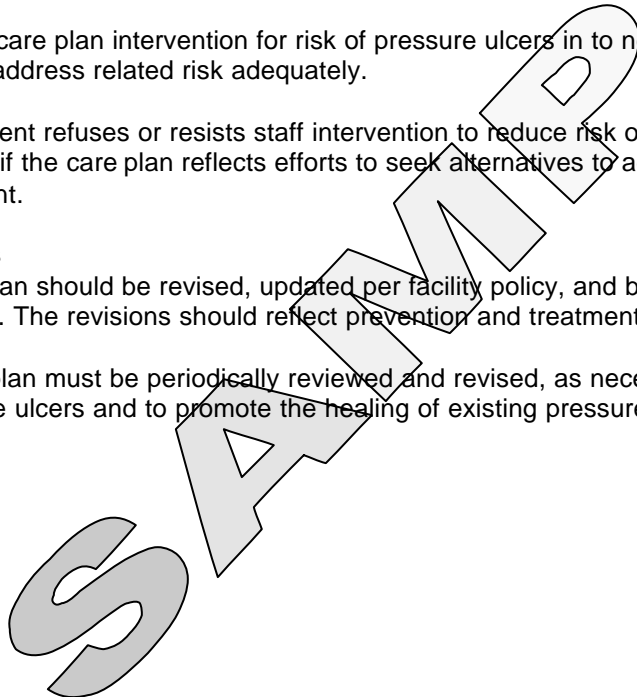 care plan intervention for risk of pressure ulcers in to
address related risk adequately.
ent refuses or resists staff intervention to reduce risk
if the care plan reflects efforts to seek alternatives to
nt.
an should be revised, updated per facility policy, and
. The revisions should reflect prevention and treatment
plan must be periodically reviewed and revised, as
ulcers and to promote the healing of existing
SAMP